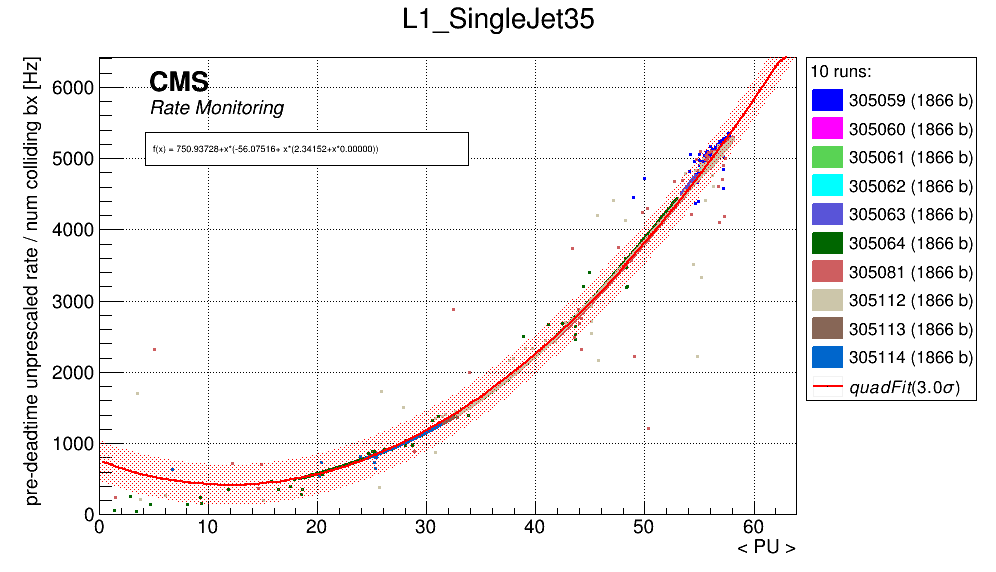 L1_SingleJet35
pre-deadtime unprescaled rate / num colliding bx [Hz]
CMS
Rate Monitoring
f(x) = 750.93728+x*(-56.07516+ x*(2.34152+x*0.00000))
6000
5000
4000
3000
2000
1000
0
0 10 20 30 40 50 60
< PU >
10 runs:
305059 (1866 b)
305060 (1866 b)
305061 (1866 b)
305062 (1866 b)
305063 (1866 b)
305064 (1866 b)
305081 (1866 b)
305112 (1866 b)
305113 (1866 b)
305114 (1866 b)
quadFit(3.0σ)